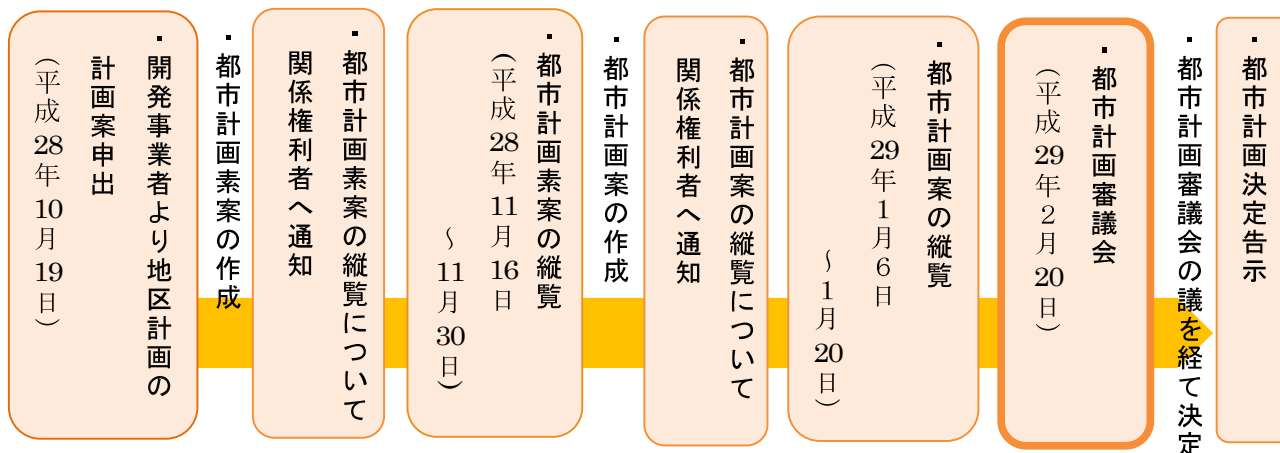 ・開発事業者より地区計画の
計画案申出
（平成28年10月19日）
・都市計画素案の作成
・都市計画素案の縦覧について
関係権利者へ通知
・都市計画素案の縦覧
（平成28年11月16日
～11月30日）
・都市計画案の作成
・都市計画案の縦覧について
関係権利者へ通知
・都市計画案の縦覧
（平成29年1月6日
～1月20日）
・都市計画審議会
（平成29年2月20日）
・都市計画審議会の議を経て決定
・都市計画決定告示